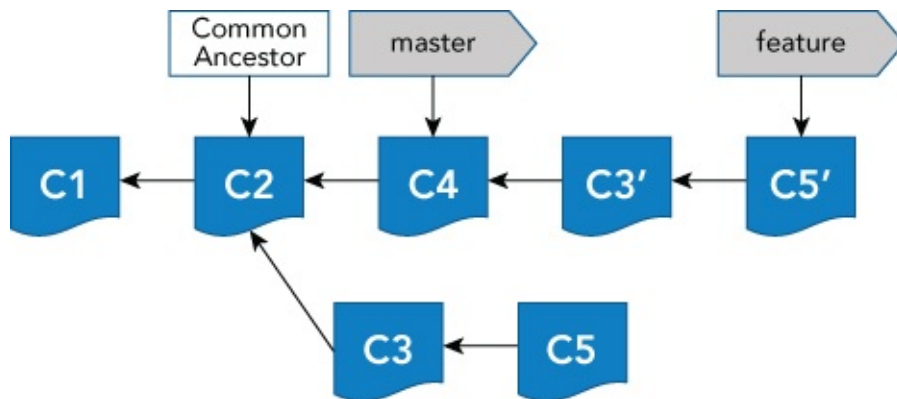 Common
Ancestor
master
feature
C1
C2
C4
C3′
C5′
C3
C5